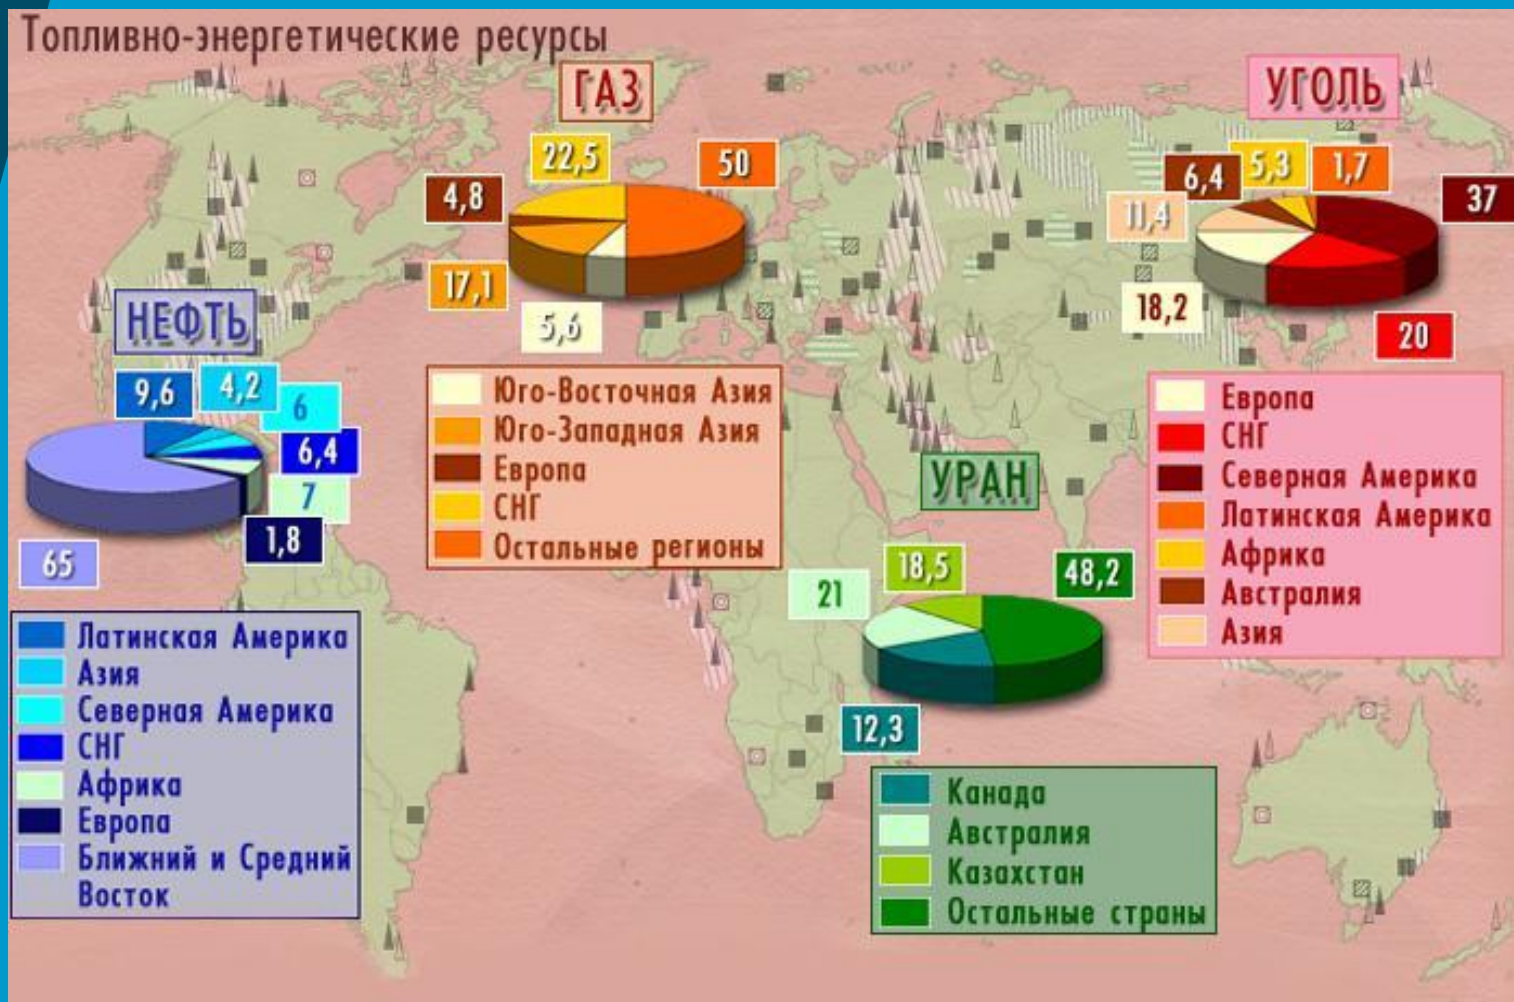 Топливно-энергетические ресурсы
ГАЗ
22,5
50
4,8
17,1
5,6
Юго-Восточная Азия
Юго-Западная Азия
Европа
СНГ
Остальные регионы
УГОЛЬ
6,4
5,3
1,7
37
11,4
18,2
20
Европа
СНГ
Северная Америка
Латинская Америка
Африка
Австралия
Азия
НЕФТЬ
9,6
4,2
6
6,4
7
1,8
65
Латинская Америка
Азия
Северная Америка
СНГ
Африка
Европа
Ближний и Средний
Восток
УРАН
18,5
48,2
21
12,3
Канада
Австралия
Казахстан
Остальные страны